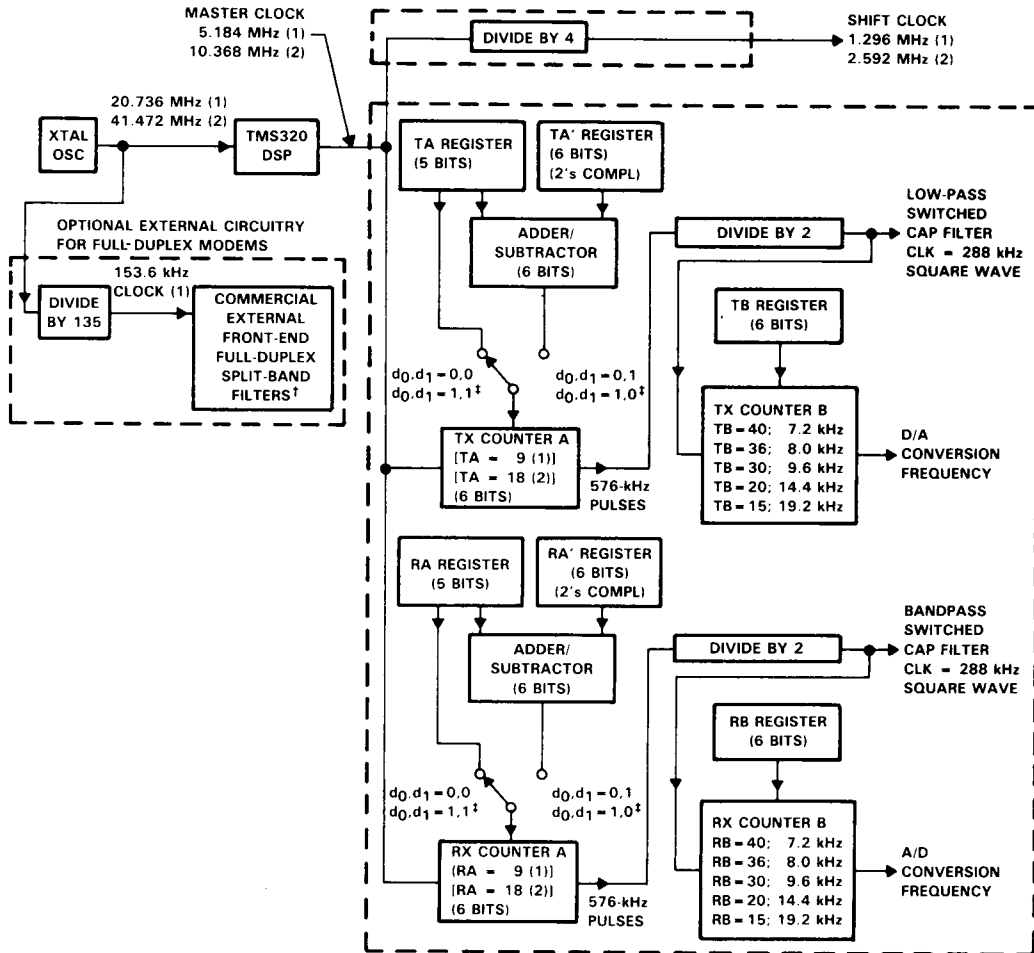 MASTER CLOCK
5.184 MHz (1)
10.368 MHz (2)
DIVIDE BY 4
SHIFT CLOCK
1.296 MHz (1)
2.592 MHz (2)
20.736 MHz (1)
41.472 MHz (2)
XTAL
OSC
TMS320
DSP
TA REGISTER
(5 BITS)
TA' REGISTER
(6 BITS)
(2's COMPL)
ADDER/
SUBTRACTOR
(6 BITS)
DIVIDE BY 2
LOW-PASS
SWITCHED
CAP FILTER
CLK = 288 kHz
SQUARE WAVE
OPTIONAL EXTERNAL CIRCUITRY
FOR FULL-DUPLEX MODEMS
153.6 kHz
CLOCK (1)
DIVIDE
BY 135
COMMERCIAL
EXTERNAL
FRONT-END
FULL-DUPLEX
SPLIT-BAND
FILTERS†
d0,d1=0,0
d0,d1=1,1‡
d0,d1=0,1
d0,d1=1,0‡
TB REGISTER
(6 BITS)
TX COUNTER A
[TA = 9 (1)]
[TA = 18 (2)]
(6 BITS)
576-kHz
PULSES
TX COUNTER B
TB=40; 7.2 kHz
TB=36; 8.0 kHz
TB=30; 9.6 kHz
TB=20; 14.4 kHz
TB=15; 19.2 kHz
D/A
CONVERSION
FREQUENCY
RA REGISTER
(5 BITS)
RA' REGISTER
(6 BITS)
(2's COMPL)
ADDER/
SUBTRACTOR
(6 BITS)
DIVIDE BY 2
BANDPASS
SWITCHED
CAP FILTER
CLK = 288 kHz
SQUARE WAVE
d0,d1=0,0
d0,d1=1,1‡
d0,d1=0,1
d0,d1=1,0‡
RB REGISTER
(6 BITS)
RX COUNTER A
[RA = 9 (1)]
[RA = 18 (2)]
(6 BITS)
576-kHz
PULSES
RX COUNTER B
RB=40; 7.2 kHz
RB=36; 8.0 kHz
RB=30; 9.6 kHz
RB=20; 14.4 kHz
RB=15; 19.2 kHz
A/D
CONVERSION
FREQUENCY